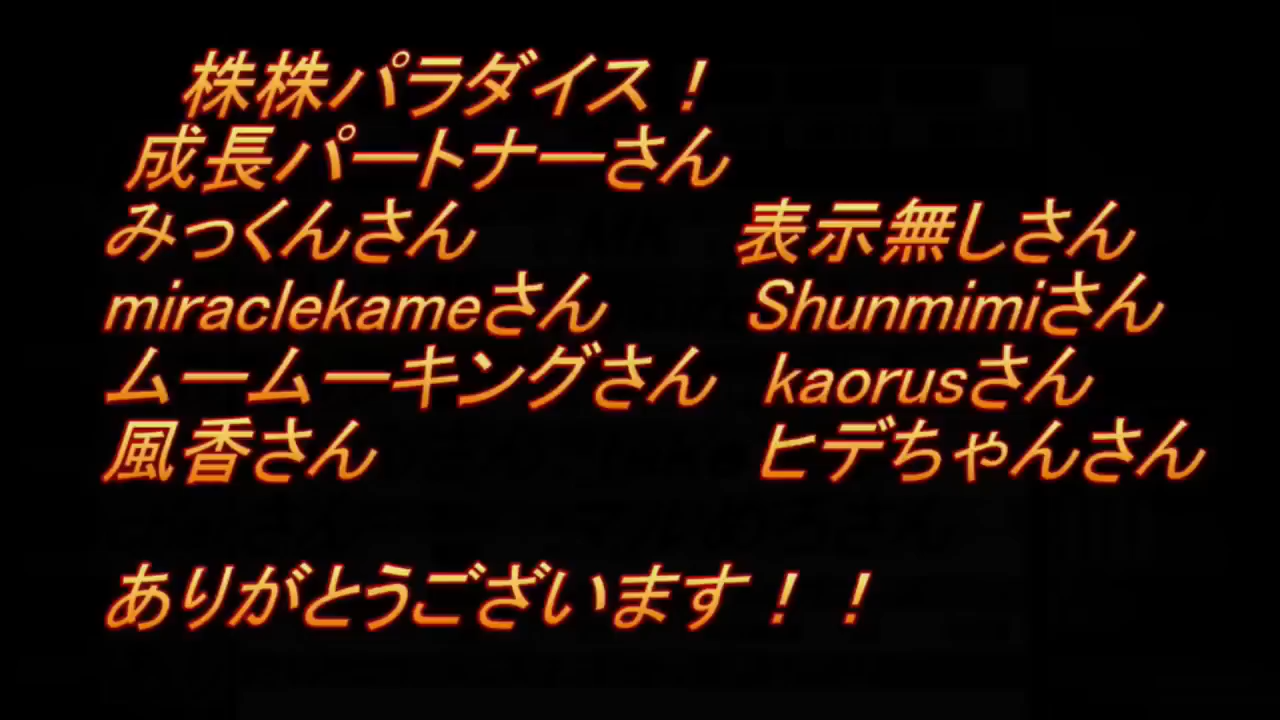 株株パラダイス！
成長パートナーさん
みっくんさん 表示無しさん
miraclekameさん Shunmimiさん
ムームーキングさん kaorusさん
風香さん ヒデちゃんさん
ありがとうございます！！